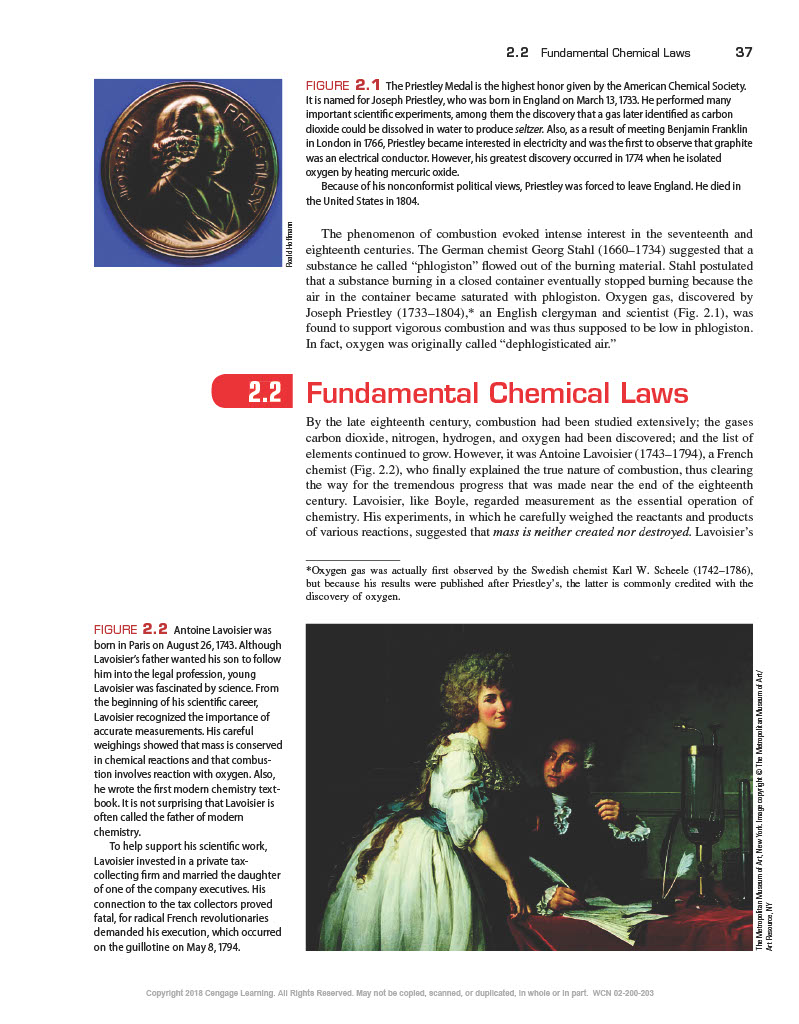 2.2 Fundamental Chemical Laws 37
JOSEPH PRIESTLEY
Roald Hoffmann
FIGURE 2.1 The Priestley Medal is the highest honor given by the American Chemical Society.
It is named for Joseph Priestley, who was born in England on March 13, 1733. He performed many
important scientific experiments, among them the discovery that a gas later identified as carbon
dioxide could be dissolved in water to produce seltzer. Also, as a result of meeting Benjamin Franklin
in London in 1766, Priestley became interested in electricity and was the first to observe that graphite
was an electrical conductor. However, his greatest discovery occurred in 1774 when he isolated
oxygen by heating mercuric oxide.
Because of his nonconformist political views, Priestley was forced to leave England. He died in
the United States in 1804.
The phenomenon of combustion evoked intense interest in the seventeenth and
eighteenth centuries. The German chemist Georg Stahl (1660–1734) suggested that a
substance he called “phlogiston” flowed out of the burning material. Stahl postulated
that a substance burning in a closed container eventually stopped burning because the
air in the container became saturated with phlogiston. Oxygen gas, discovered by
Joseph Priestley (1733–1804),* an English clergyman and scientist (Fig. 2.1), was
found to support vigorous combustion and was thus supposed to be low in phlogiston.
In fact, oxygen was originally called “dephlogisticated air.”
2.2 Fundamental Chemical Laws
By the late eighteenth century, combustion had been studied extensively; the gases
carbon dioxide, nitrogen, hydrogen, and oxygen had been discovered; and the list of
elements continued to grow. However, it was Antoine Lavoisier (1743–1794), a French
chemist (Fig. 2.2), who finally explained the true nature of combustion, thus clearing
the way for the tremendous progress that was made near the end of the eighteenth
century. Lavoisier, like Boyle, regarded measurement as the essential operation of
chemistry. His experiments, in which he carefully weighed the reactants and products
of various reactions, suggested that mass is neither created nor destroyed. Lavoisier’s
*Oxygen gas was actually first observed by the Swedish chemist Karl W. Scheele (1742–1786),
but because his results were published after Priestley’s, the latter is commonly credited with the
discovery of oxygen.
FIGURE 2.2 Antoine Lavoisier was
born in Paris on August 26, 1743. Although
Lavoisier’s father wanted his son to follow
him into the legal profession, young
Lavoisier was fascinated by science. From
the beginning of his scientific career,
Lavoisier recognized the importance of
accurate measurements. His careful
weighings showed that mass is conserved
in chemical reactions and that combus-
tion involves reaction with oxygen. Also,
he wrote the first modern chemistry text-
book. It is not surprising that Lavoisier is
often called the father of modern
chemistry.
To help support his scientific work,
Lavoisier invested in a private tax-
collecting firm and married the daughter
of one of the company executives. His
connection to the tax collectors proved
fatal, for radical French revolutionaries
demanded his execution, which occurred
on the guillotine on May 8, 1794.
The Metropolitan Museum of Art, New York. Image copyright © The Metropolitan Museum of Art/
Art Resource, NY
Copyright 2018 Cengage Learning. All Rights Reserved. May not be copied, scanned, or duplicated, in whole or in part. WCN 02-200-203